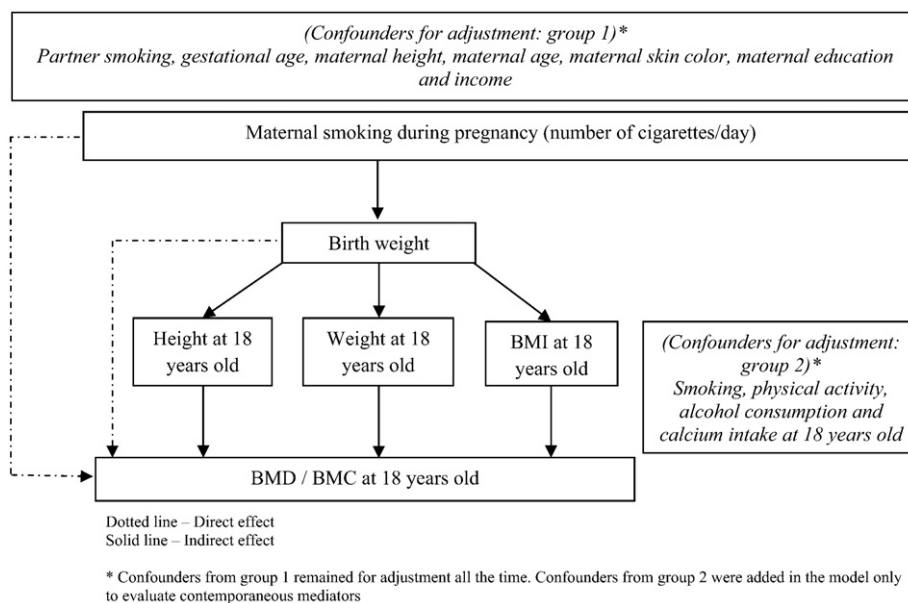 (Confounders for adjustment: group 1)*
Partner smoking, gestational age, maternal height, maternal age, maternal skin color, maternal education
and income
Maternal smoking during pregnancy (number of cigarettes/day)
Birth weight
Height at 18
years old
Weight at 18
years old
BMI at 18
years old
(Confounders for adjustment:
group 2)*
Smoking, physical activity,
alcohol consumption and
calcium intake at 18 years old
BMD / BMC at 18 years old
Dotted line – Direct effect
Solid line – Indirect effect
* Confounders from group 1 remained for adjustment all the time. Confounders from group 2 were added in the model only
to evaluate contemporaneous mediators